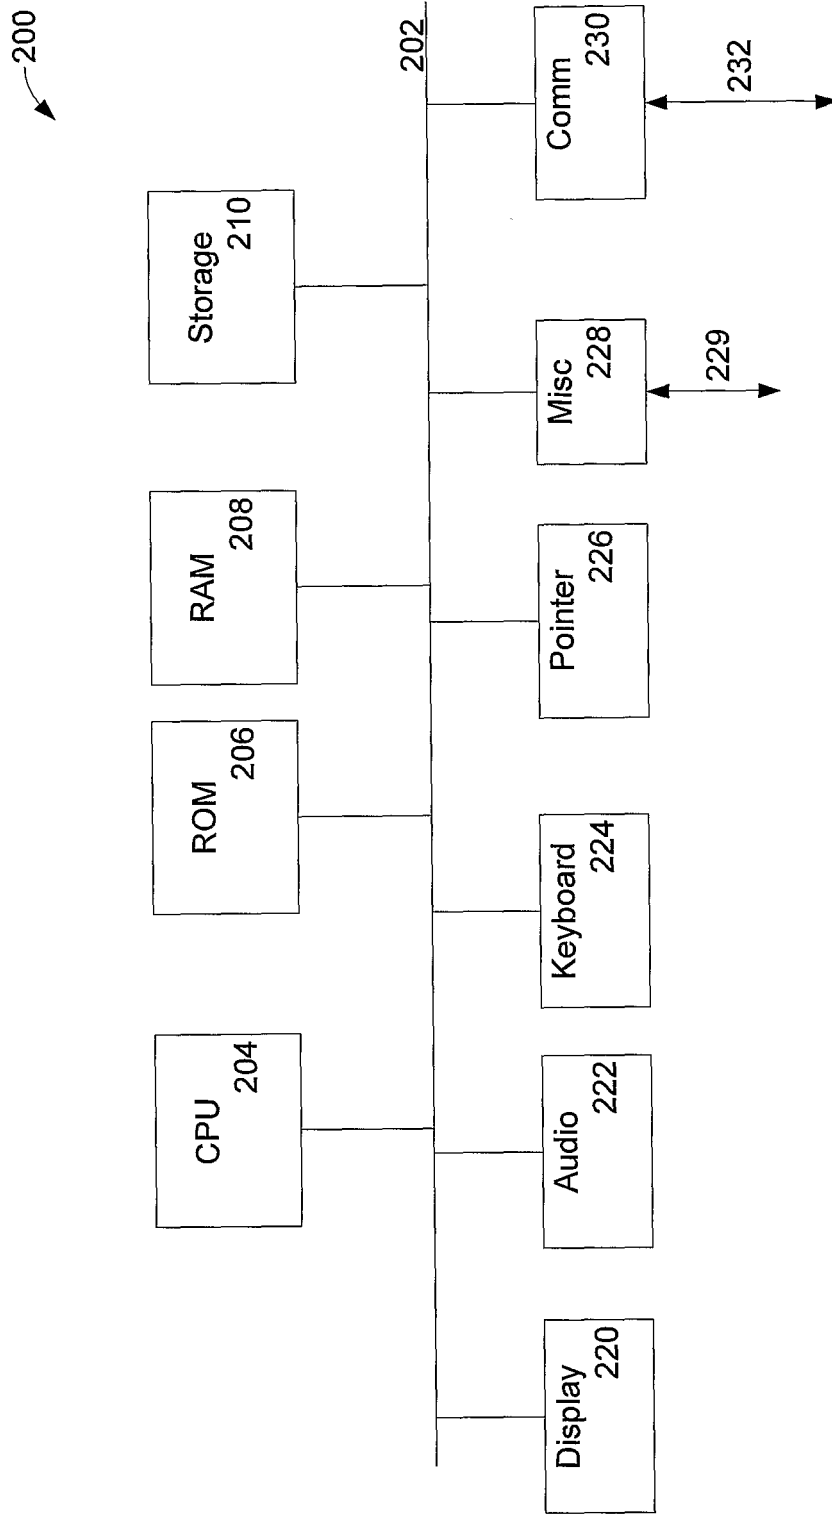 200
CPU
204
ROM
206
RAM
208
Storage
210
202
Display
220
Audio
222
Keyboard
224
Pointer
226
Misc
228
Comm
230
229
232